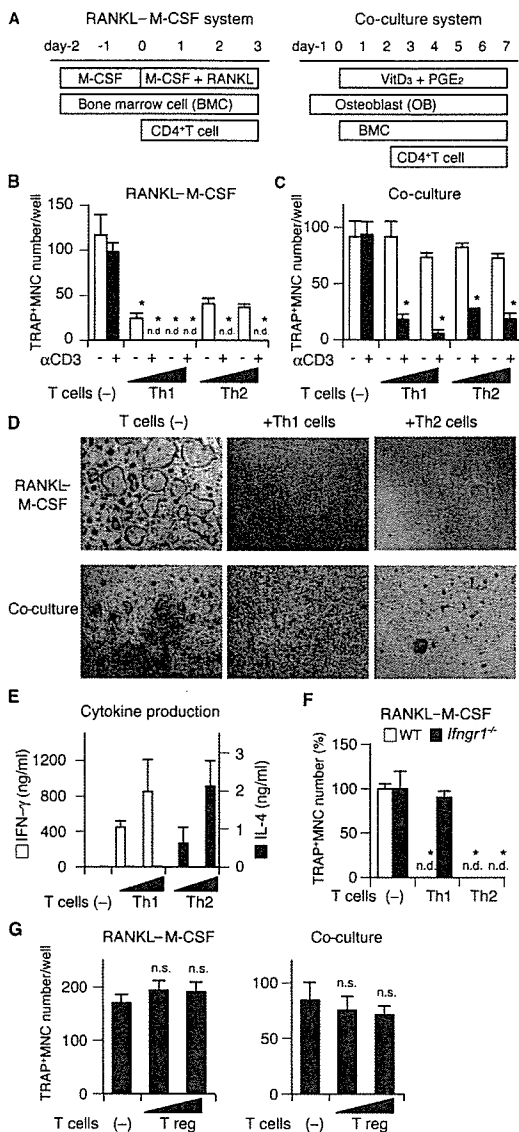 A
RANKL–M-CSF system
day-2 -1 0 1 2 3
M-CSF M-CSF + RANKL
Bone marrow cell (BMC)
CD4+T cell
Co-culture system
day-1 0 1 2 3 4 5 6 7
VitD3 + PGE2
Osteoblast (OB)
BMC
CD4+T cell
B
RANKL–M-CSF
TRAP+MNC number/well
150
100
50
0
* * * * * *
n.d n.d n.d n.d. n.d.
αCD3 - + - + - + - + - +
T cells (–) Th1 Th2
C
Co-culture
TRAP+MNC number/well
100
50
0
* * * *
αCD3 - + - + - + - + - +
T cells (–) Th1 Th2
D
T cells (–) +Th1 cells +Th2 cells
RANKL–
M-CSF
Co-culture
E
Cytokine production
IFN–γ (ng/ml)
1200
800
400
0
3
2
1
0
IL-4 (ng/ml)
T cells (–) Th1 Th2
F
RANKL–M-CSF
WT Ifngr1-/-
TRAP+MNC number (%)
150
100
50
0
* * *
n.d. n.d. n.d.
T cells (–) Th1 Th2
G
RANKL–M-CSF
TRAP+MNC number/well
200
100
0
n.s. n.s.
T cells (–) T reg
Co-culture
100
50
0
n.s. n.s.
T cells (–) T reg